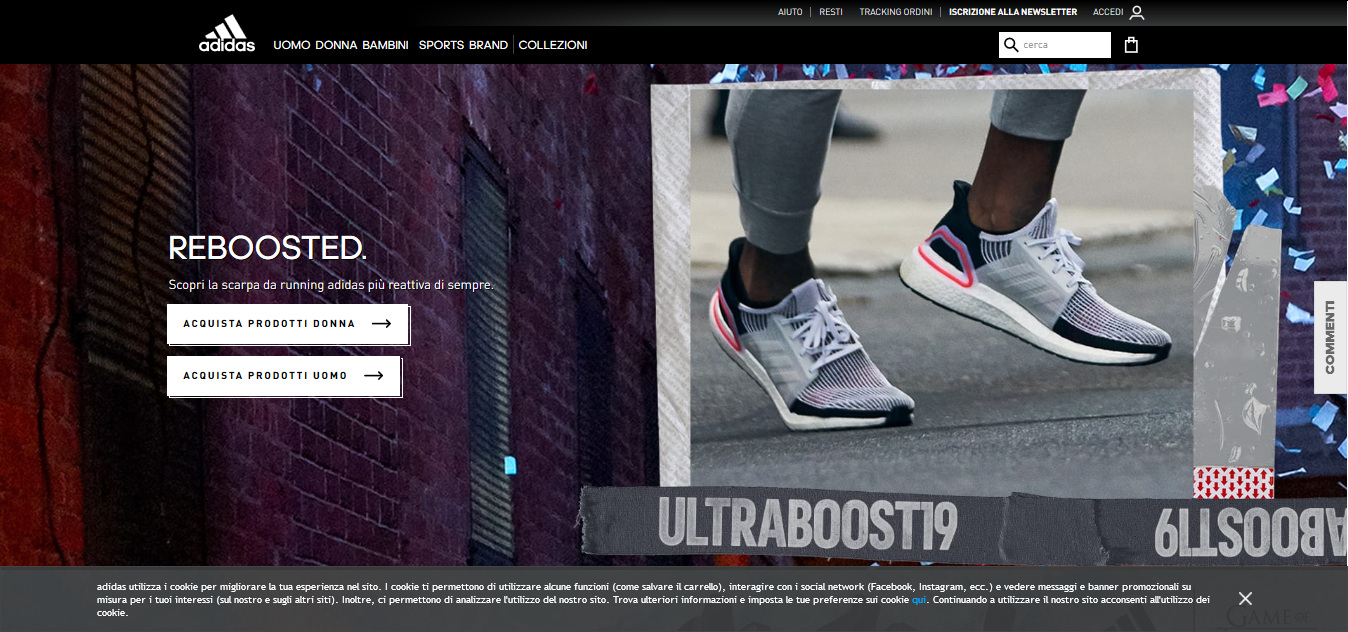 AIUTO
RESTI
TRACKING ORDINI
ISCRIZIONE ALLA NEWSLETTER
ACCEDI
adidas
UOMO DONNA BAMBINI SPORTS BRAND COLLEZIONI
cerca
REBOOSTED.
Scopri la scarpa da running adidas più reattiva di sempre.
ACQUISTA PRODOTTI DONNA
ACQUISTA PRODOTTI UOMO
COMMENTI
ULTRABOOST19
ABOOST19
adidas utilizza i cookie per migliorare la tua esperienza nel sito. I cookie ti permettono di utilizzare alcune funzioni (come salvare il carrello), interagire con i social network (Facebook, Instagram, ecc.) e vedere messaggi e banner promozionali su
misura per i tuoi interessi (sul nostro e sugli altri siti). Inoltre, ci permettono di analizzare l'utilizzo del nostro sito. Trova ulteriori informazioni e imposta le tue preferenze sui cookie qui. Continuando a utilizzare il nostro sito acconsenti all'utilizzo dei
cookie.
GAME OF